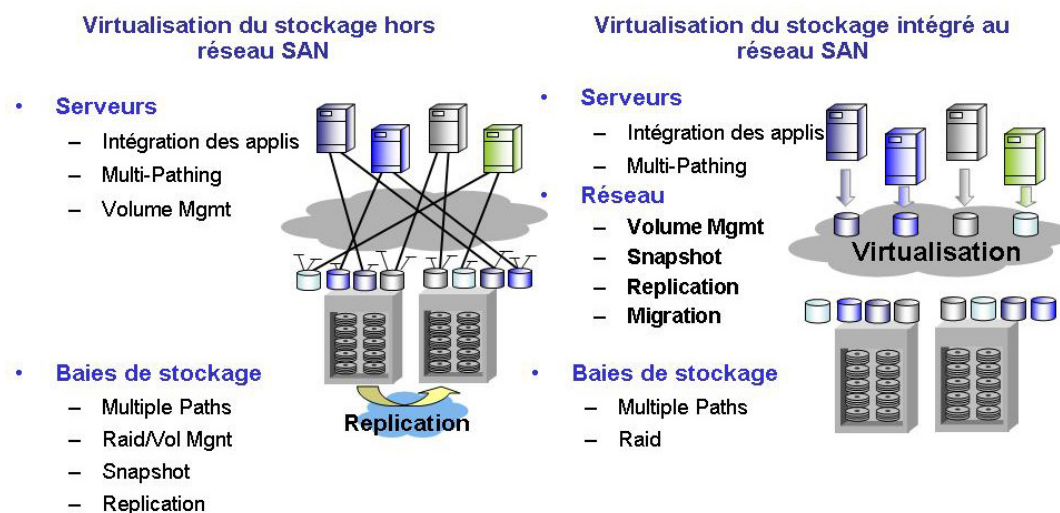 Virtualisation du stockage hors
réseau SAN
• Serveurs
– Intégration des applis
– Multi-Pathing
– Volume Mgmt
• Baies de stockage
– Multiple Paths
– Raid/Vol Mgnt
– Snapshot
– Replication
Replication
Virtualisation du stockage intégré au
réseau SAN
• Serveurs
– Intégration des applis
– Multi-Pathing
• Réseau
– Volume Mgmt
– Snapshot
– Replication
– Migration
Virtualisation
• Baies de stockage
– Multiple Paths
– Raid